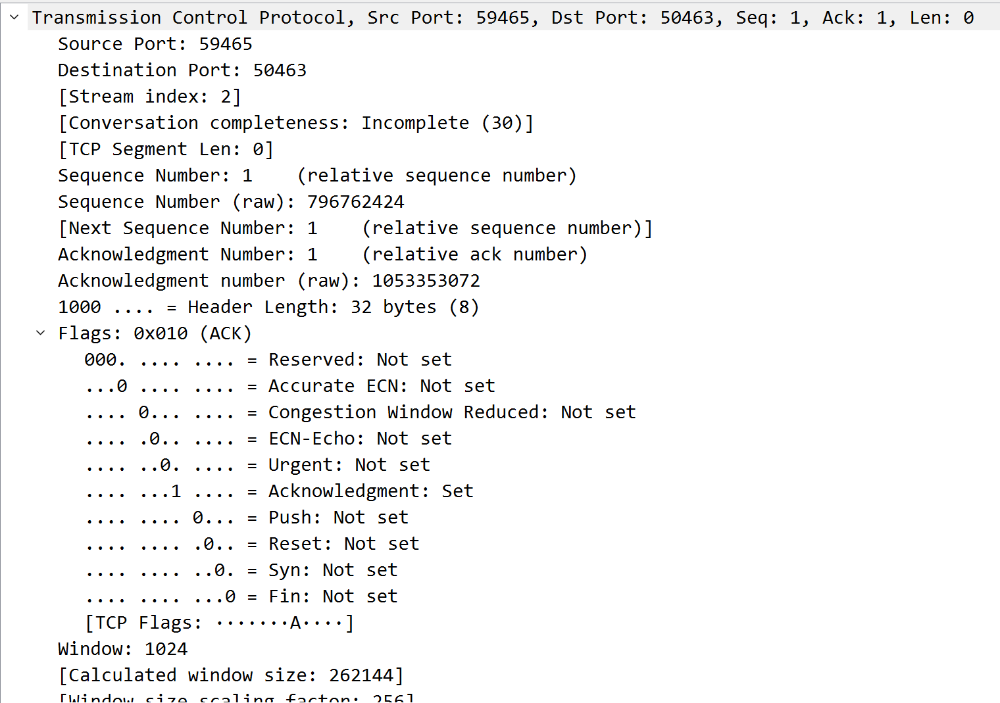 Transmission Control Protocol, Src Port: 59465, Dst Port: 50463, Seq: 1, Ack: 1, Len: 0
Source Port: 59465
Destination Port: 50463
[Stream index: 2]
[Conversation completeness: Incomplete (30)]
[TCP Segment Len: 0]
Sequence Number: 1    (relative sequence number)
Sequence Number (raw): 796762424
[Next Sequence Number: 1    (relative sequence number)]
Acknowledgment Number: 1    (relative ack number)
Acknowledgment number (raw): 1053353072
1000 .... = Header Length: 32 bytes (8)
Flags: 0x010 (ACK)
000. .... .... = Reserved: Not set
...0 .... .... = Accurate ECN: Not set
.... 0... .... = Congestion Window Reduced: Not set
.... .0.. .... = ECN-Echo: Not set
.... ..0. .... = Urgent: Not set
.... ...1 .... = Acknowledgment: Set
.... .... 0... = Push: Not set
.... .... .0.. = Reset: Not set
.... .... ..0. = Syn: Not set
.... .... ...0 = Fin: Not set
[TCP Flags: ·······A····]
Window: 1024
[Calculated window size: 262144]
[Window size scaling factor: 256]